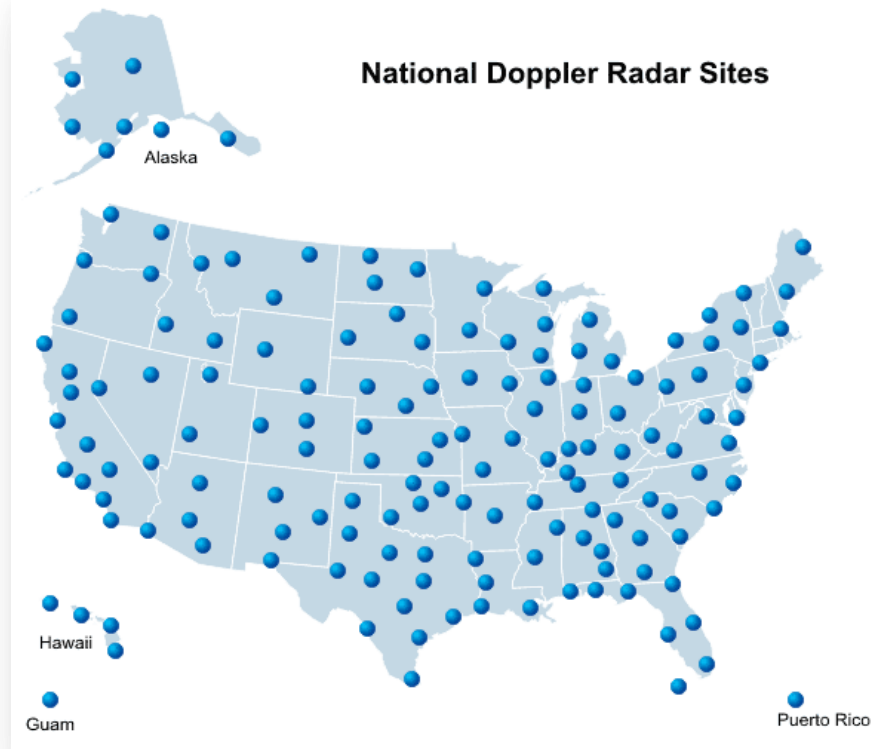 National Doppler Radar Sites
Alaska
Hawaii
Guam
Puerto Rico